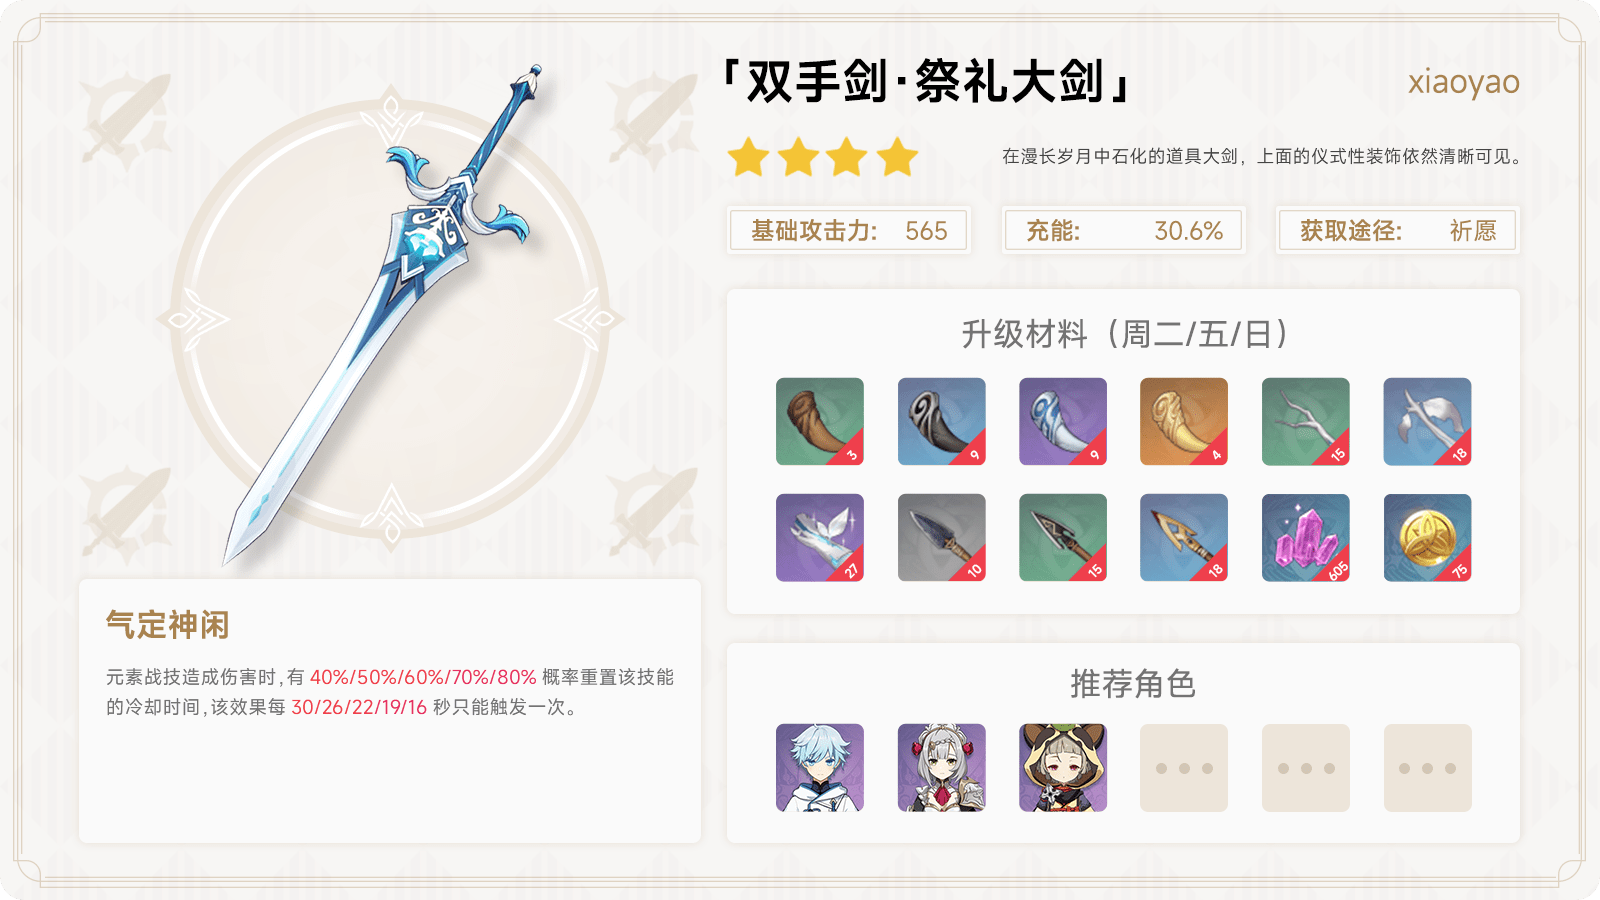 「双手剑·祭礼大剑」
xiaoyao
在漫长岁月中石化的道具大剑，上面的仪式性装饰依然清晰可见。
基础攻击力: 565
充能: 30.6%
获取途径: 祈愿
升级材料（周二/五/日）
3 9 9 4 15 18
27 10 15 18 605 75
气定神闲
元素战技造成伤害时,有 40%/50%/60%/70%/80% 概率重置该技能
的冷却时间,该效果每 30/26/22/19/16 秒只能触发一次。
推荐角色